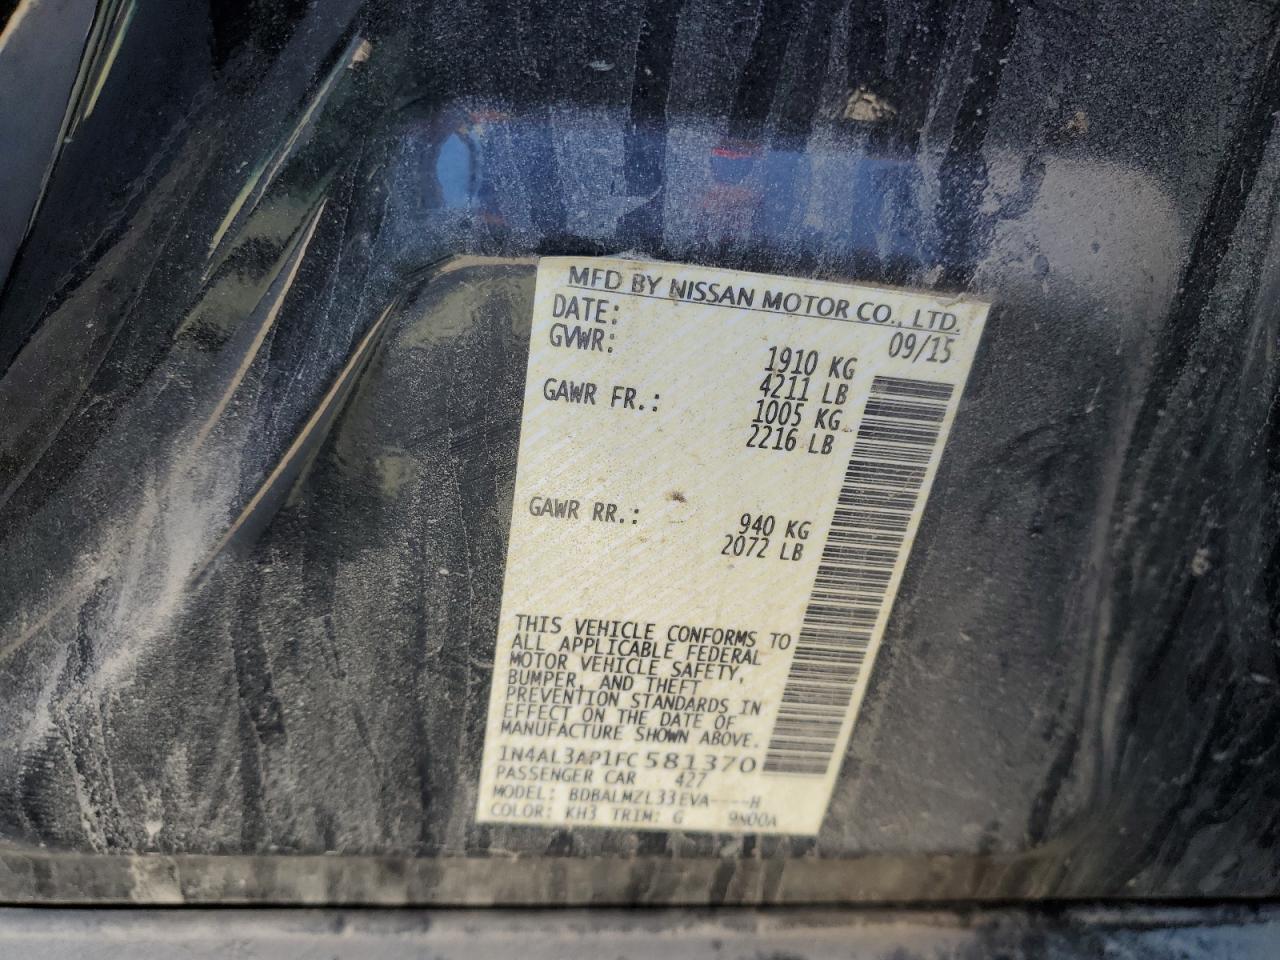 MFD BY NISSAN MOTOR CO., LTD.
DATE: 09/15
GVWR: 1910 KG
4211 LB
GAWR FR.: 1005 KG
2216 LB
GAWR RR.: 940 KG
2072 LB
THIS VEHICLE CONFORMS TO
ALL APPLICABLE FEDERAL
MOTOR VEHICLE SAFETY,
BUMPER, AND THEFT
PREVENTION STANDARDS IN
EFFECT ON THE DATE OF
MANUFACTURE SHOWN ABOVE.
1N4AL3AP1FC581370
PASSENGER CAR 427
MODEL: BDBALMZL33EVA----H
COLOR: KH3 TRIM: G 9N00A